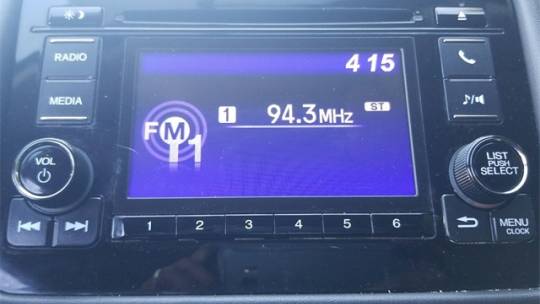 RADIO
MEDIA
VOL
4 15
FM 1
1 94.3MHz ST
LIST
PUSH
SELECT
MENU
CLOCK
1 2 3 4 5 6